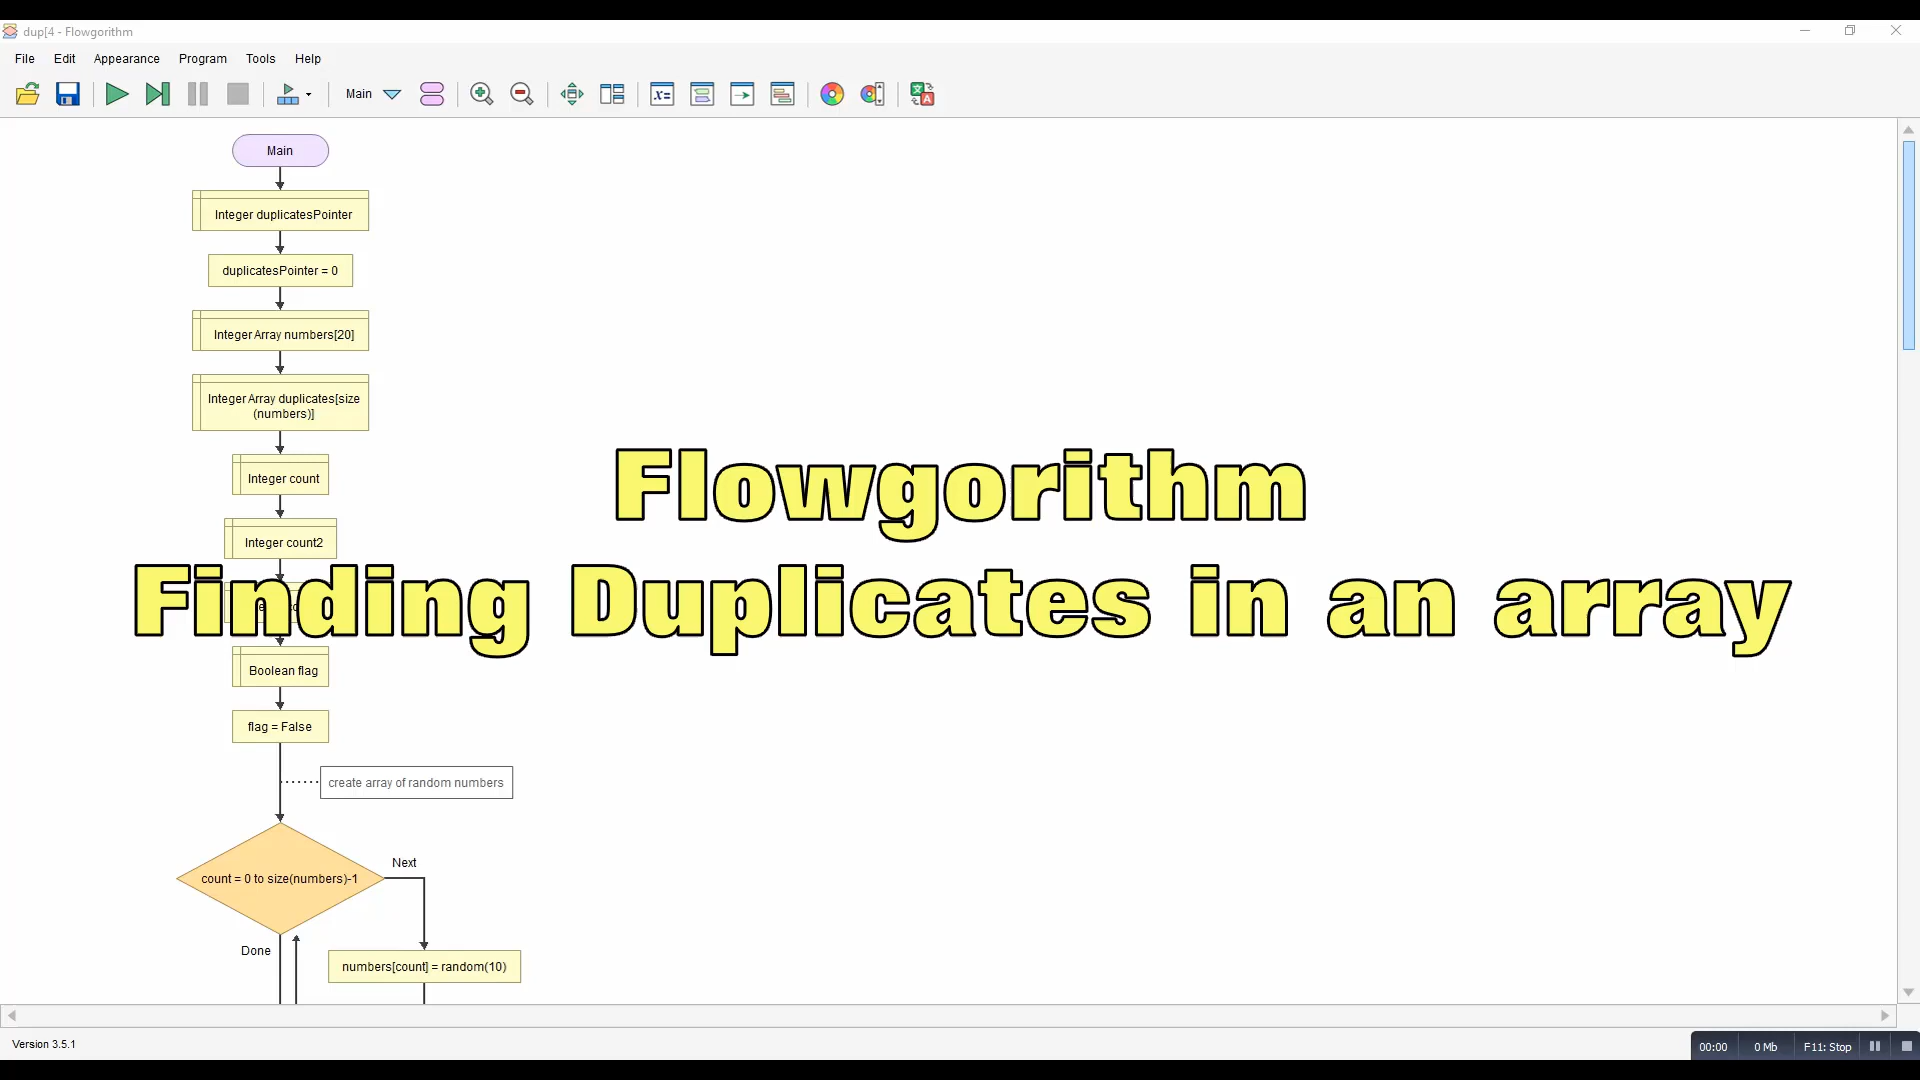 dup[4 - Flowgorithm
File Edit Appearance Program Tools Help
Main
Main
Integer duplicatesPointer
duplicatesPointer = 0
Integer Array numbers[20]
Integer Array duplicates[size
(numbers)]
Integer count
Integer count2
Flowgorithm
Finding Duplicates in an array
Boolean flag
flag = False
create array of random numbers
count = 0 to size(numbers)-1
Next
Done
numbers[count] = random(10)
Version 3.5.1
00:00 0 Mb F11: Stop